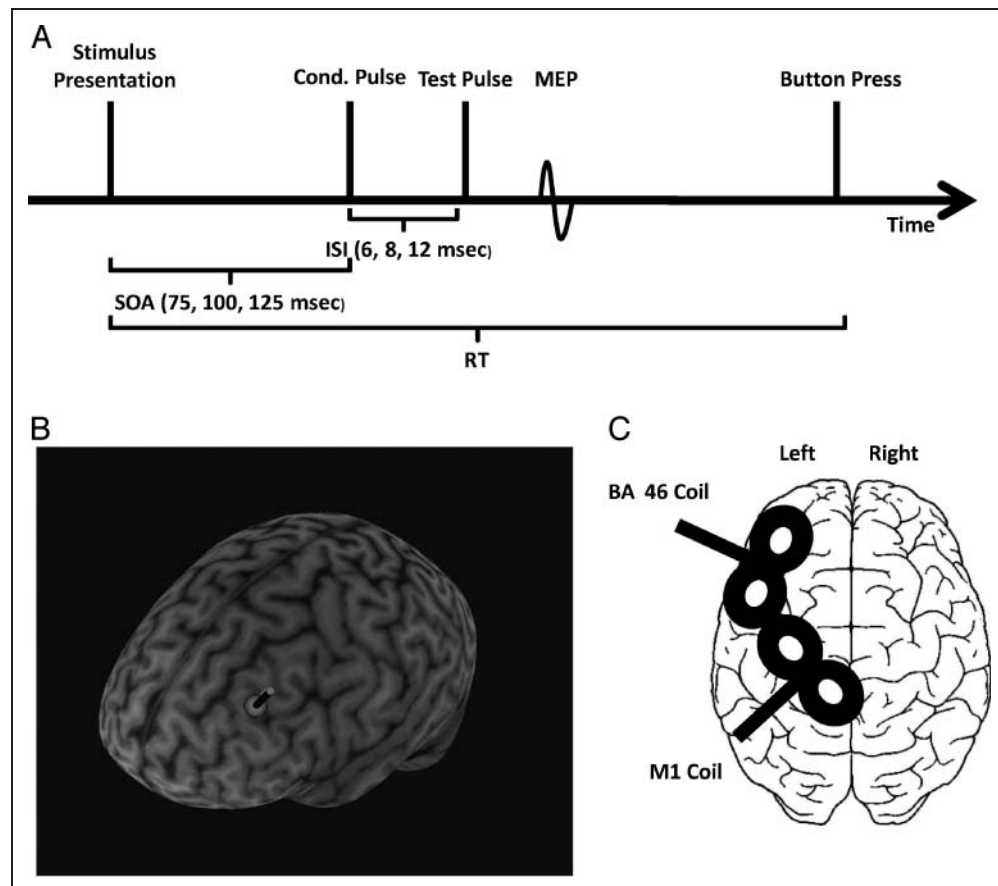 A
Stimulus
Presentation
Cond. Pulse
Test Pulse
MEP
Button Press
Time
ISI (6, 8, 12 msec)
SOA (75, 100, 125 msec)
RT
B
C
Left
Right
BA 46 Coil
M1 Coil